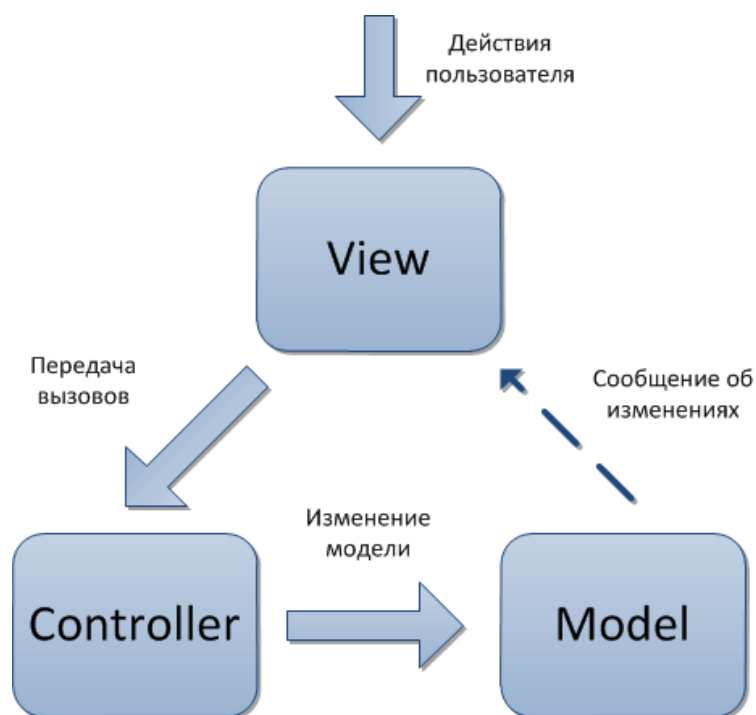 Действия
пользователя
View
Передача
вызовов
Сообщение об
изменениях
Изменение
модели
Controller
Model